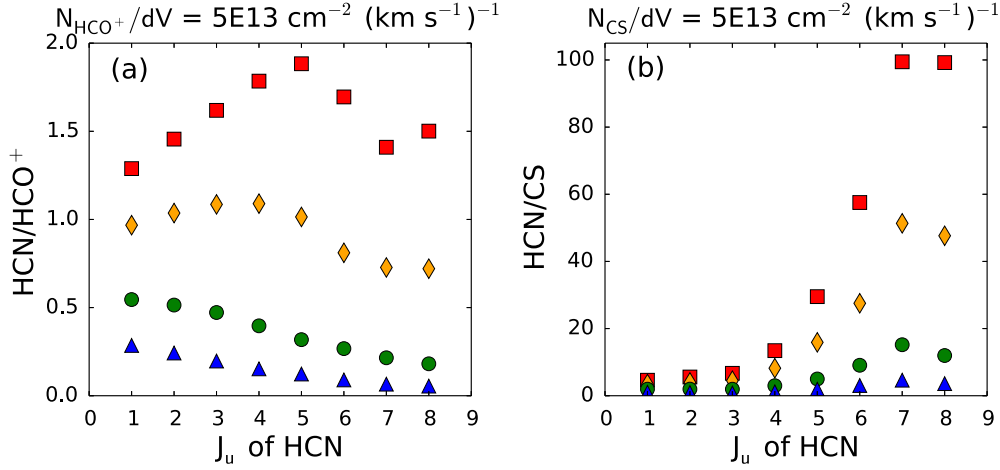 N_HCO⁺/dV = 5E13 cm⁻² (km s⁻¹)⁻¹
(a)
HCN/HCO⁺
2.0
1.5
1.0
0.5
0.0
0 1 2 3 4 5 6 7 8 9
J_u of HCN
N_CS/dV = 5E13 cm⁻² (km s⁻¹)⁻¹
(b)
HCN/CS
100
80
60
40
20
0
0 1 2 3 4 5 6 7 8 9
J_u of HCN